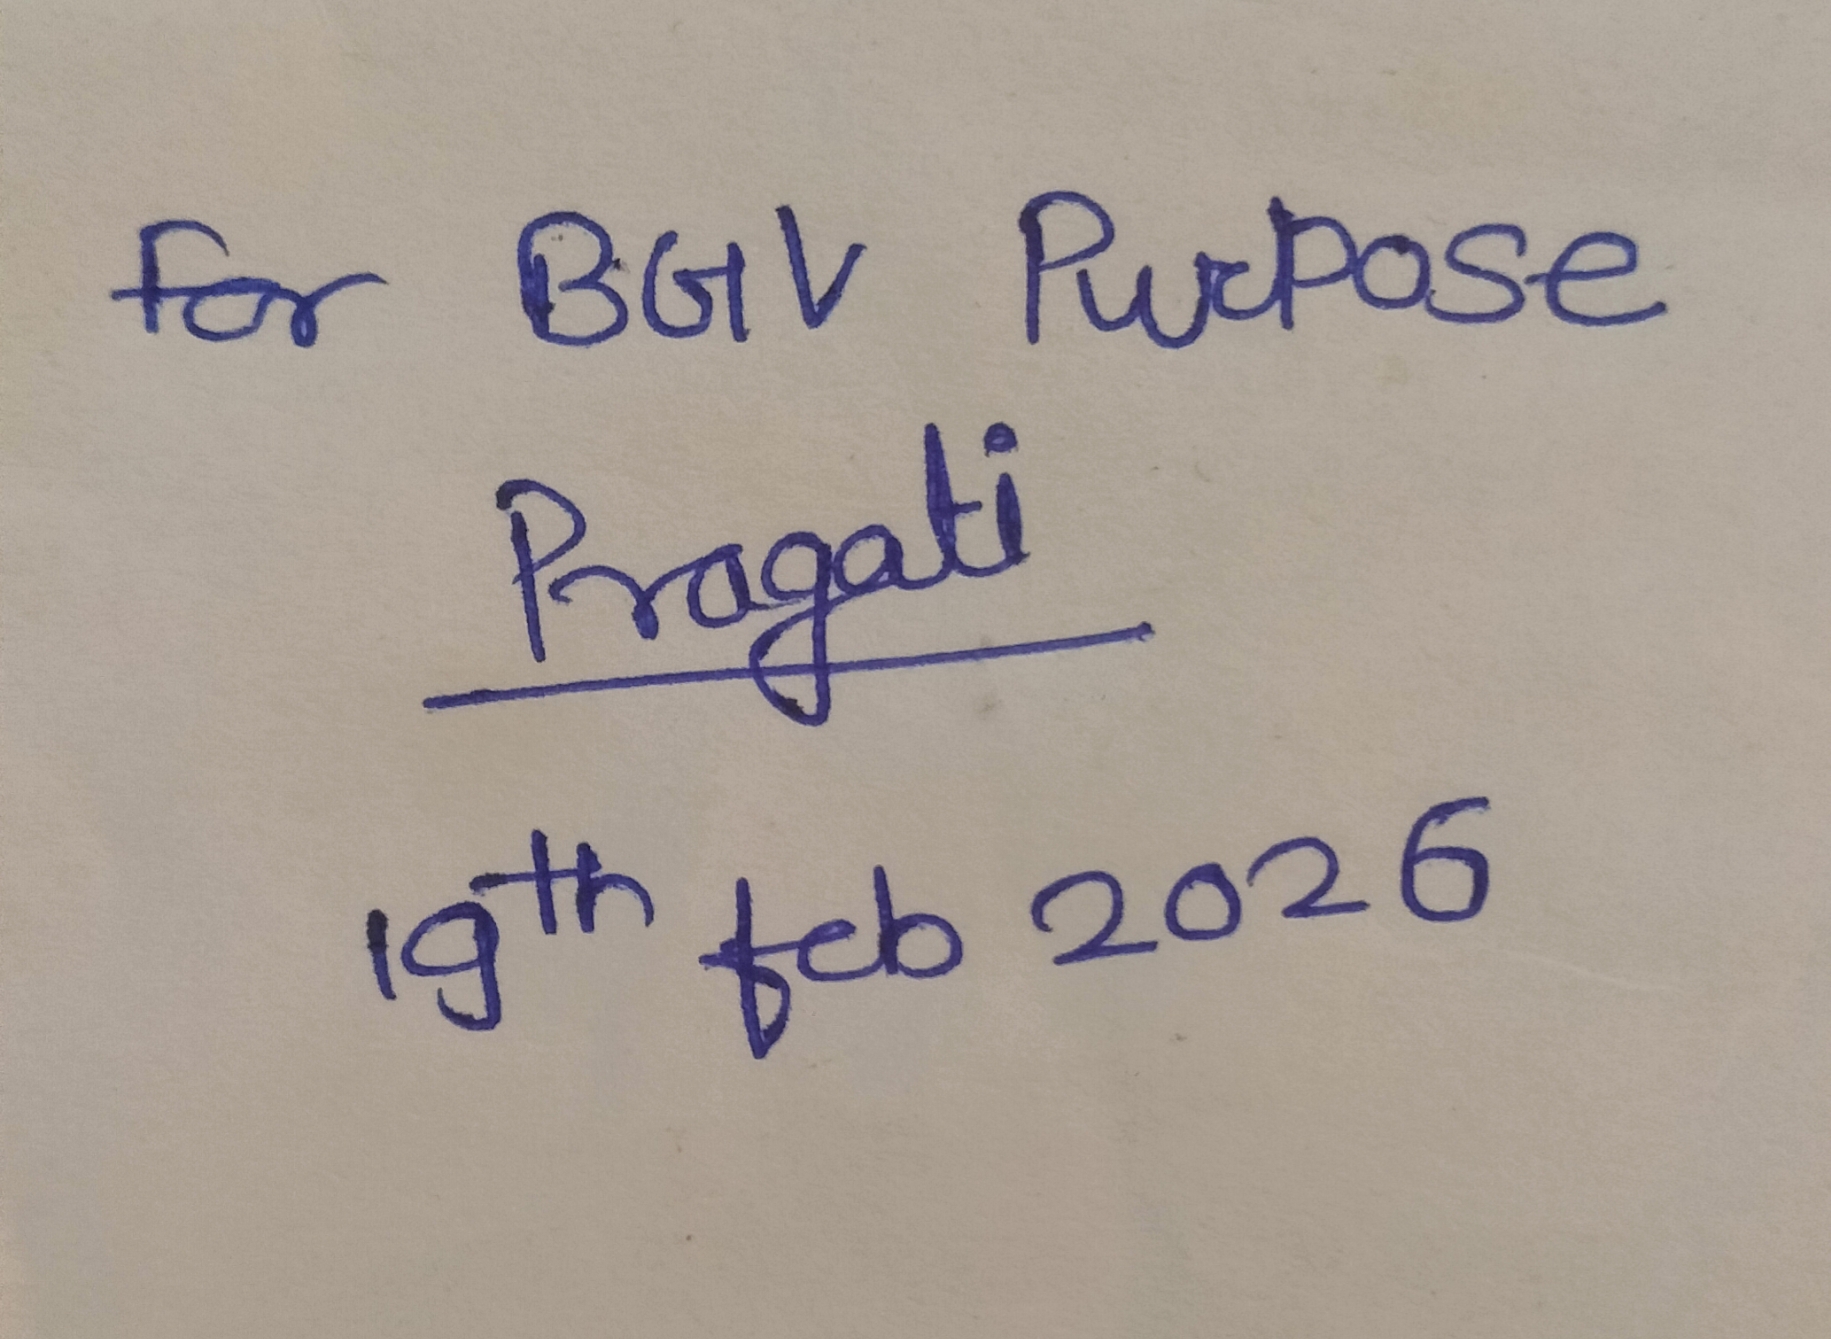 for BGV Purpose
Pragati
19th feb 2026